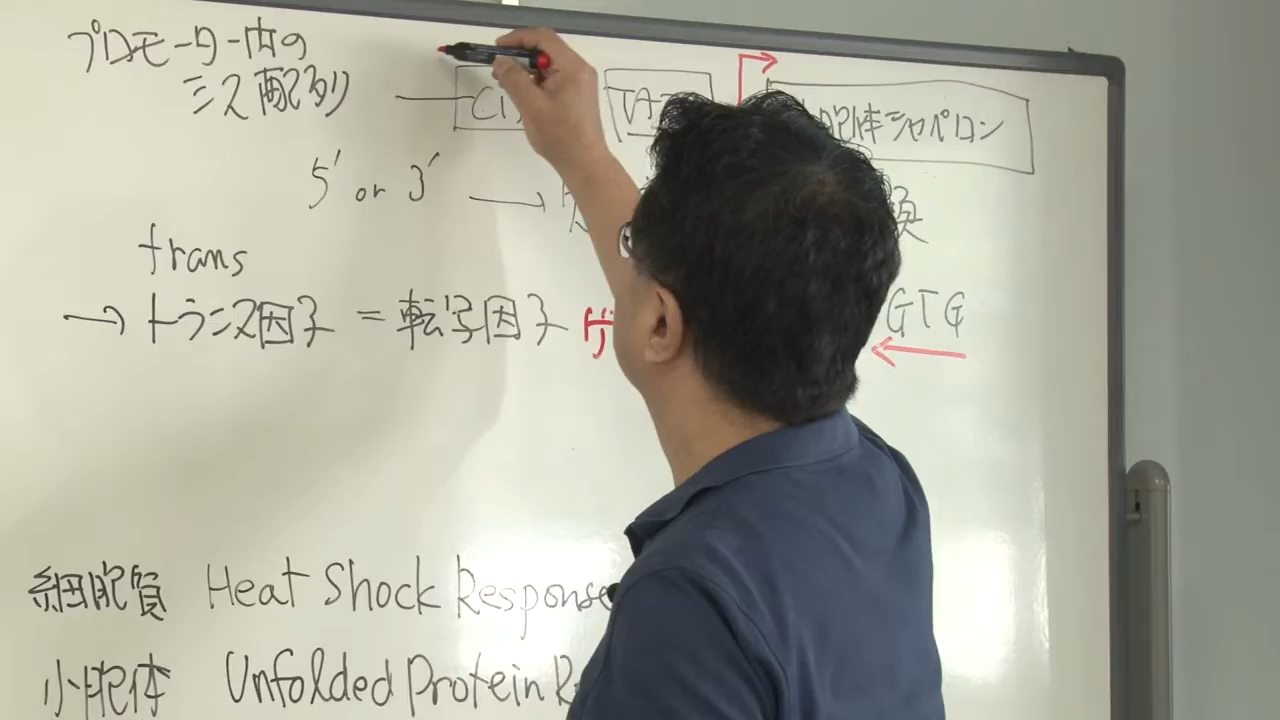 プロモーター内の
シス配列
TAT
胞体シャペロン
5' or 3' →
trans
→ トランス因子 = 転写因子
GTG
細胞質 Heat Shock Response
小胞体 Unfolded Protein R